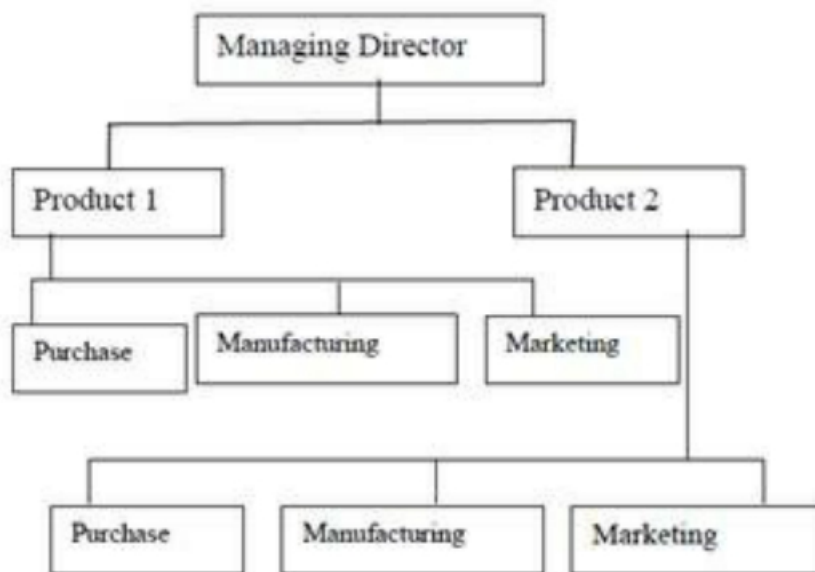 Managing Director
Product 1
Product 2
Purchase
Manufacturing
Marketing
Purchase
Manufacturing
Marketing